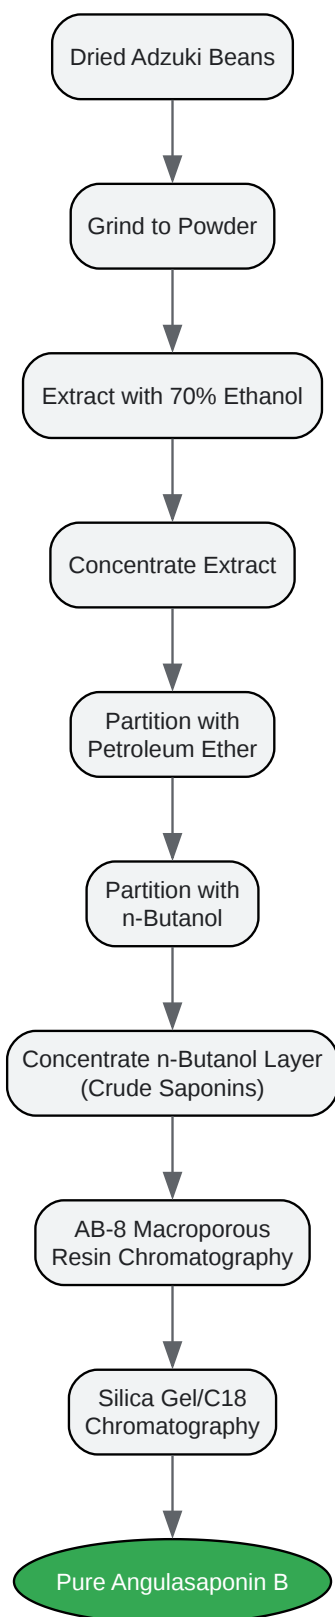 Dried Adzuki Beans
Grind to Powder
Extract with 70% Ethanol
Concentrate Extract
Partition with
Petroleum Ether
Partition with
n-Butanol
Concentrate n-Butanol Layer
(Crude Saponins)
AB-8 Macroporous
Resin Chromatography
Silica Gel/C18
Chromatography
Pure Angulasaponin B